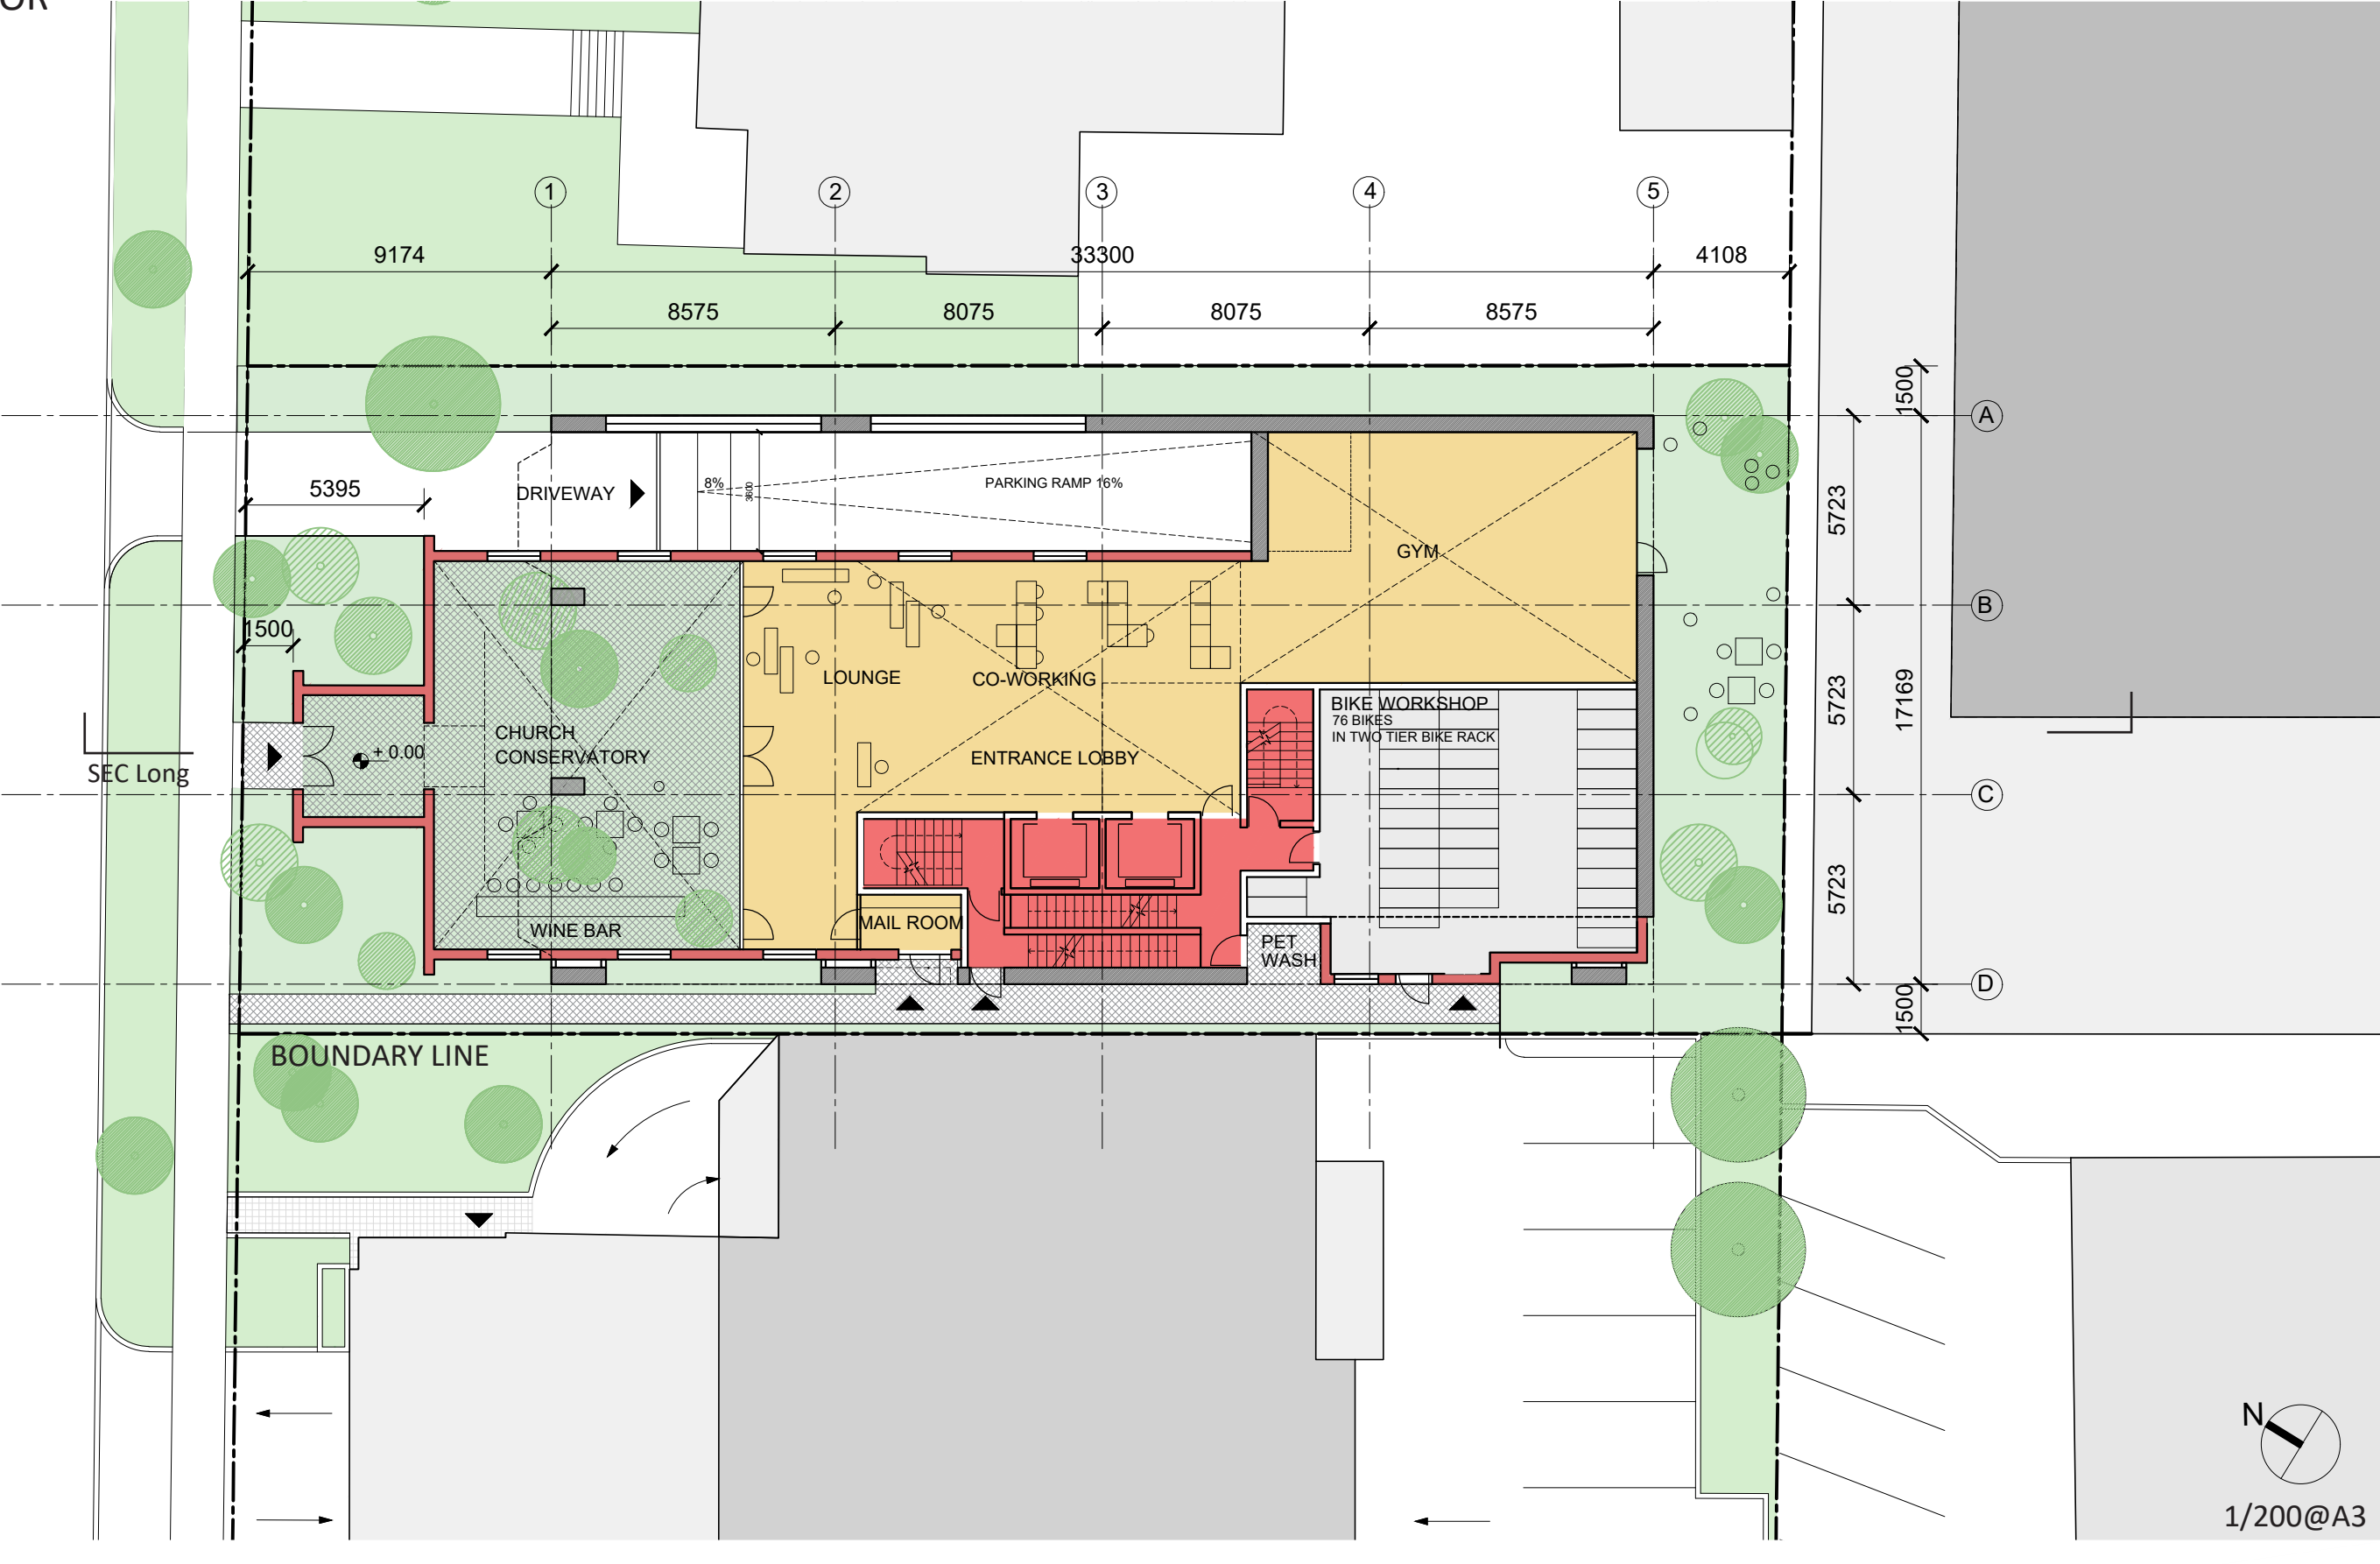 1
2
3
4
5
9174
33300
4108
8575
8075
8075
8575
1500
A
5395
DRIVEWAY
8%
3600
PARKING RAMP 16%
5723
GYM
B
1500
LOUNGE
CO-WORKING
5723
17169
BIKE WORKSHOP
76 BIKES
IN TWO TIER BIKE RACK
CHURCH
CONSERVATORY
+ 0.00
ENTRANCE LOBBY
SEC Long
C
5723
WINE BAR
MAIL ROOM
PET
WASH
D
1500
BOUNDARY LINE
N
1/200@A3